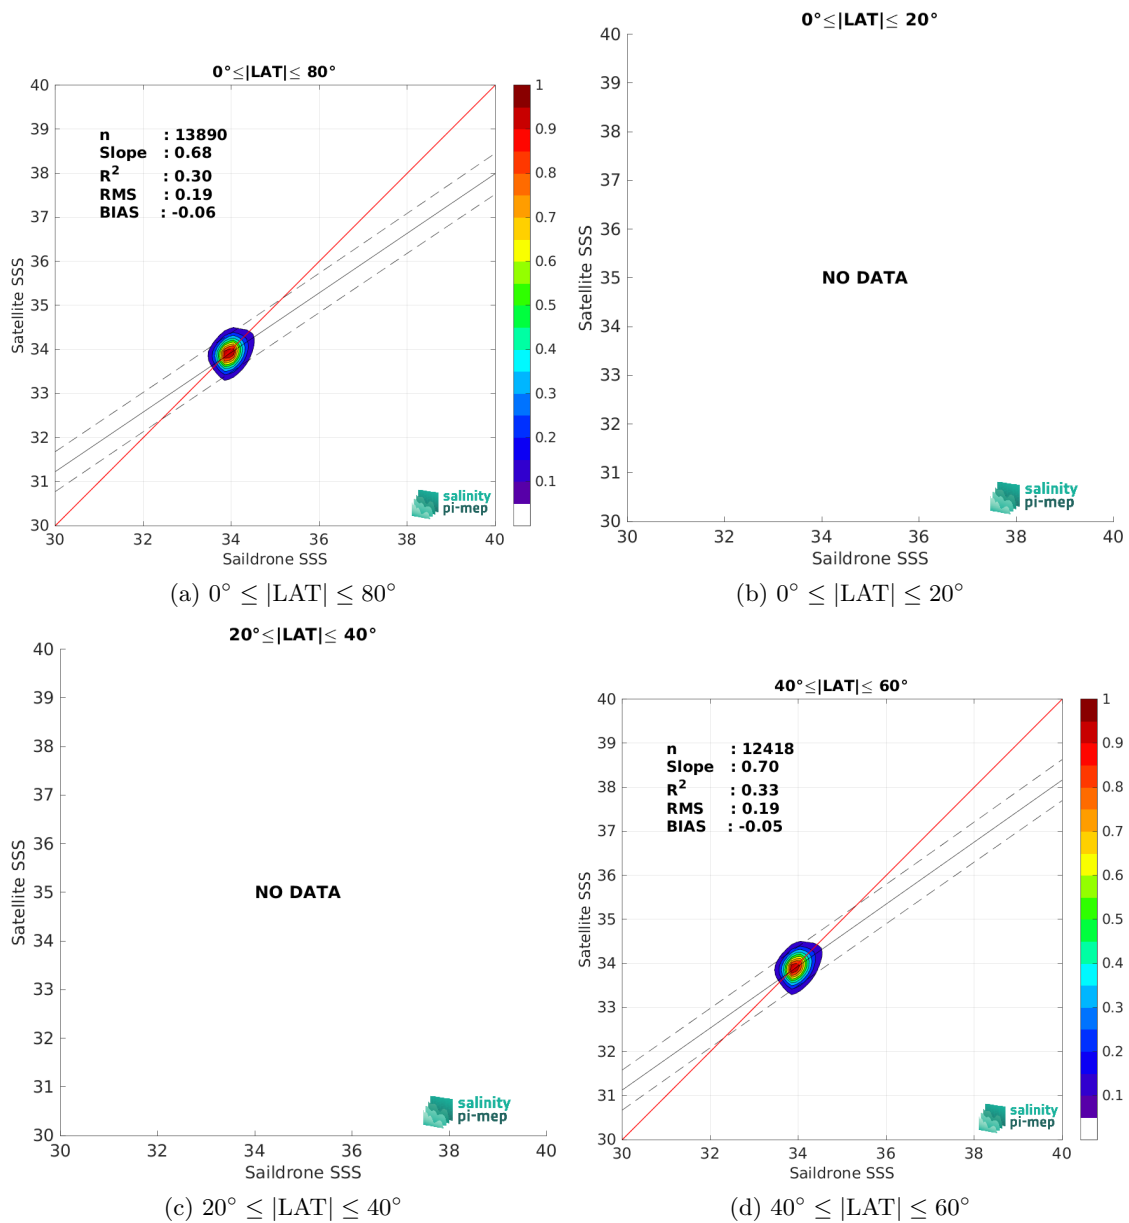 0°≤|LAT|≤ 80°
40
39
38
37
36
35
34
33
32
31
30
Satellite SSS
n : 13890
Slope : 0.68
R² : 0.30
RMS : 0.19
BIAS : -0.06
salinity
pi-mep
30 32 34 36 38 40
Saildrone SSS
1
0.9
0.8
0.7
0.6
0.5
0.4
0.3
0.2
0.1
(a) 0° ≤ |LAT| ≤ 80°
0°≤|LAT|≤ 20°
40
39
38
37
36
35
34
33
32
31
30
Satellite SSS
NO DATA
salinity
pi-mep
30 32 34 36 38 40
Saildrone SSS
(b) 0° ≤ |LAT| ≤ 20°
20°≤|LAT|≤ 40°
40
39
38
37
36
35
34
33
32
31
30
Satellite SSS
NO DATA
salinity
pi-mep
30 32 34 36 38 40
Saildrone SSS
(c) 20° ≤ |LAT| ≤ 40°
40°≤|LAT|≤ 60°
40
39
38
37
36
35
34
33
32
31
30
Satellite SSS
n : 12418
Slope : 0.70
R² : 0.33
RMS : 0.19
BIAS : -0.05
salinity
pi-mep
30 32 34 36 38 40
Saildrone SSS
1
0.9
0.8
0.7
0.6
0.5
0.4
0.3
0.2
0.1
(d) 40° ≤ |LAT| ≤ 60°